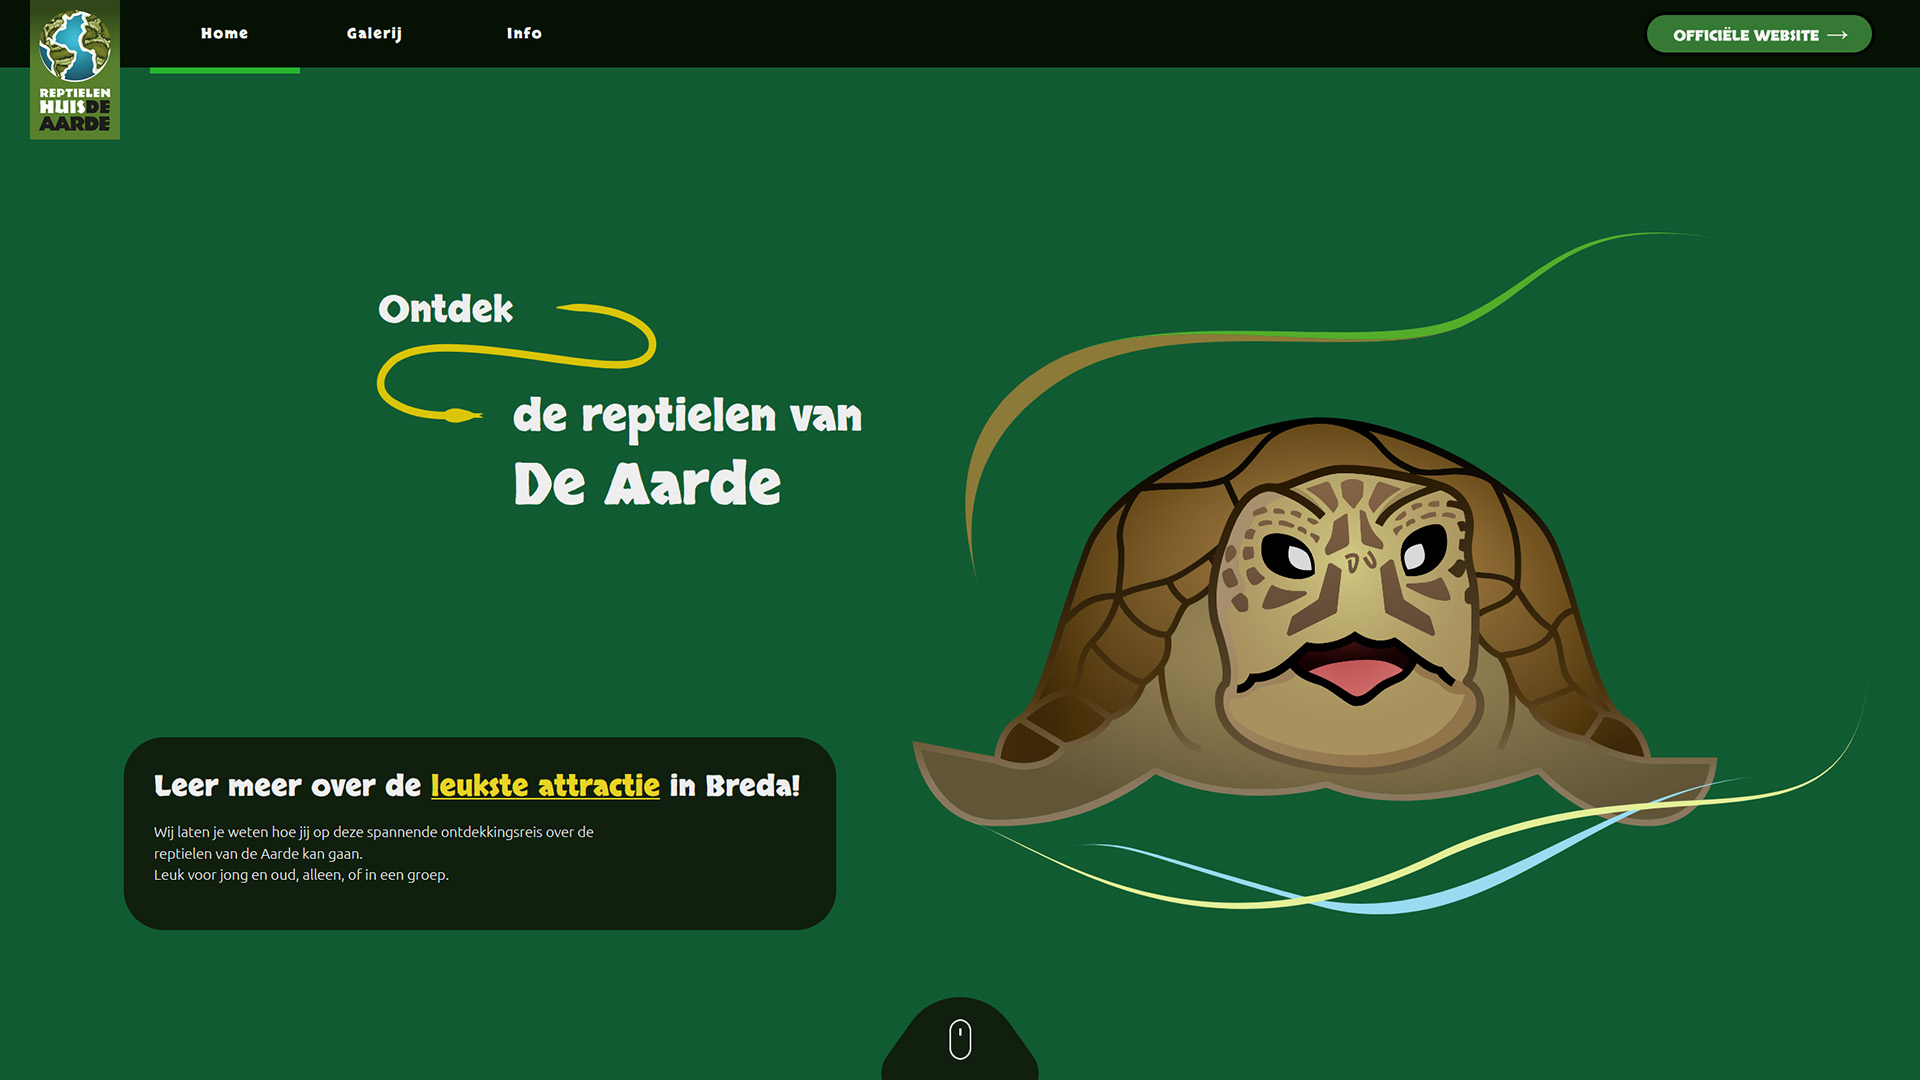 Home
Galerij
Info
OFFICIËLE WEBSITE →
REPTIELEN
HUISDE
AARDE
Ontdek
de reptielen van
De Aarde
DJ
Leer meer over de leukste attractie in Breda!
Wij laten je weten hoe jij op deze spannende ontdekkingsreis over de
reptielen van de Aarde kan gaan.
Leuk voor jong en oud, alleen, of in een groep.